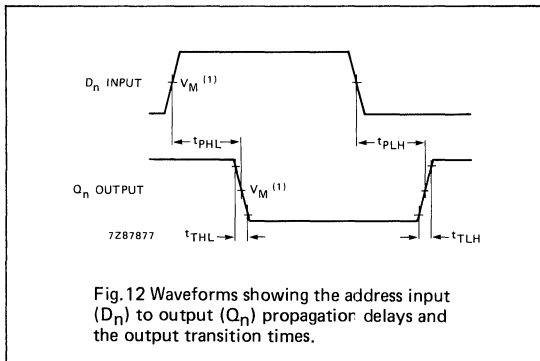 Dn INPUT
VM (1)
tPHL
tPLH
Qn OUTPUT
VM (1)
7Z87877
tTHL
tTLH
Fig.12 Waveforms showing the address input
(Dn) to output (Qn) propagation delays and
the output transition times.